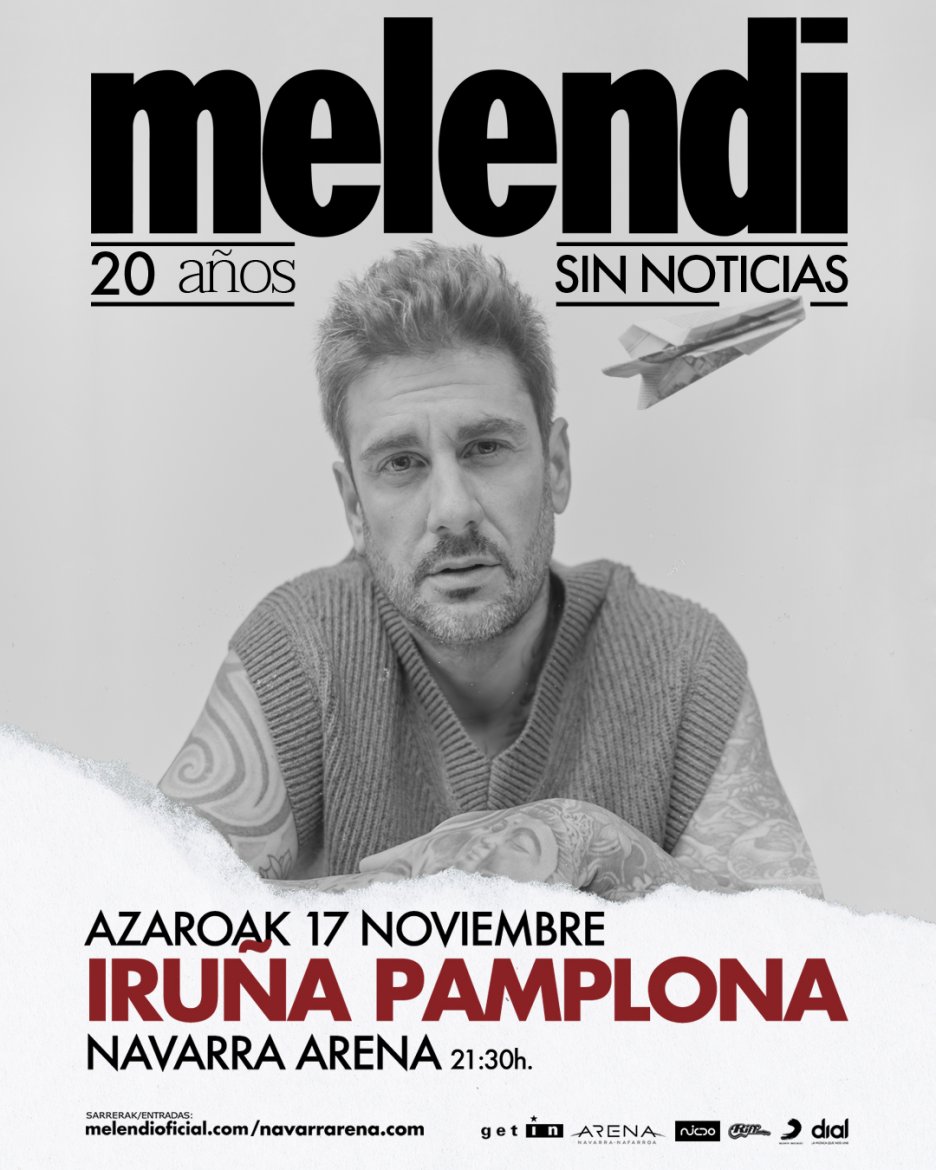 melendi
20 años SIN NOTICIAS
AZAROAK 17 NOVIEMBRE
IRUÑA PAMPLONA
NAVARRA ARENA 21:30h.
SARRERAK/ENTRADAS:
melendioficial.com/navarrarena.com
get in ARENA NAVARRA-NAFARROA dial